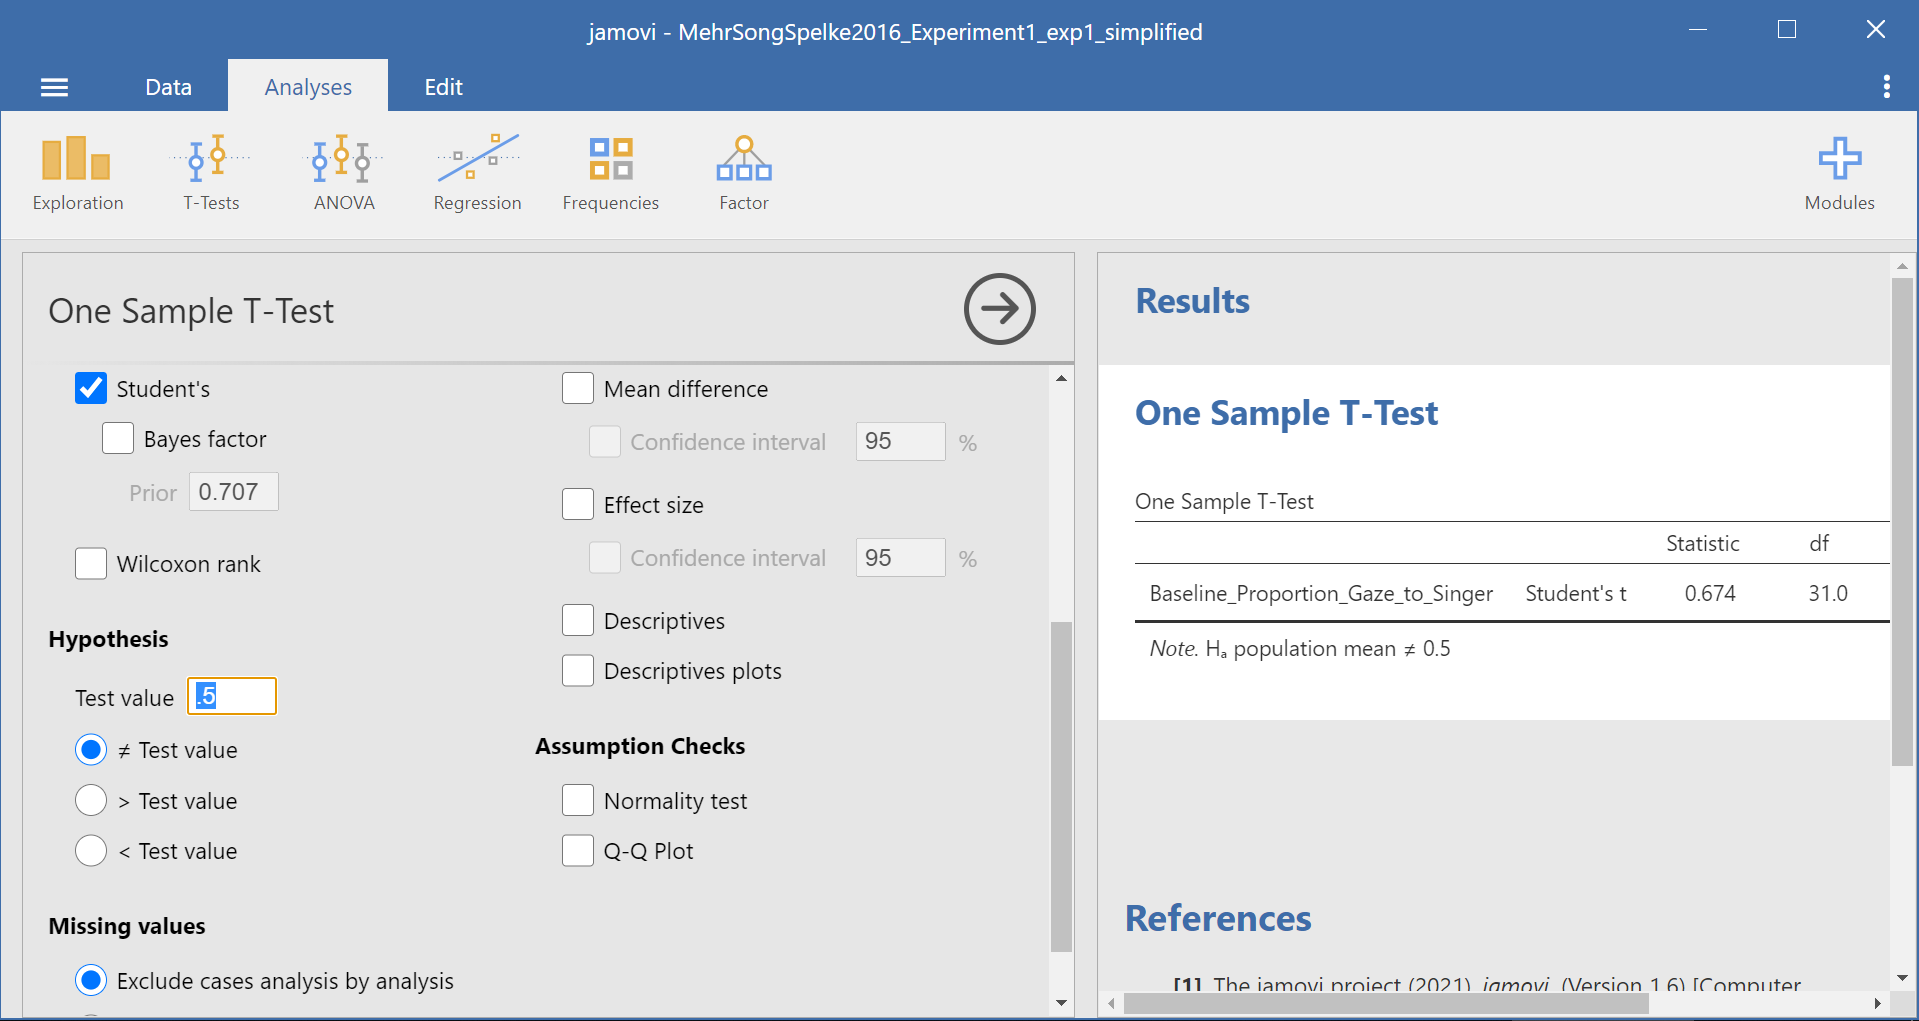 jamovi - MehrSongSpelke2016_Experiment1_exp1_simplified
Data Analyses Edit
Exploration T-Tests ANOVA Regression Frequencies Factor Modules
One Sample T-Test
Student's
Bayes factor
Prior 0.707
Wilcoxon rank
Hypothesis
Test value .5
≠ Test value
> Test value
< Test value
Missing values
Exclude cases analysis by analysis
Mean difference
Confidence interval 95 %
Effect size
Confidence interval 95 %
Descriptives
Descriptives plots
Assumption Checks
Normality test
Q-Q Plot
Results
One Sample T-Test
One Sample T-Test
Statistic df
Baseline_Proportion_Gaze_to_Singer Student's t 0.674 31.0
Note. Hₐ population mean ≠ 0.5
References
[1] The jamovi project (2021). jamovi. (Version 1.6) [Computer